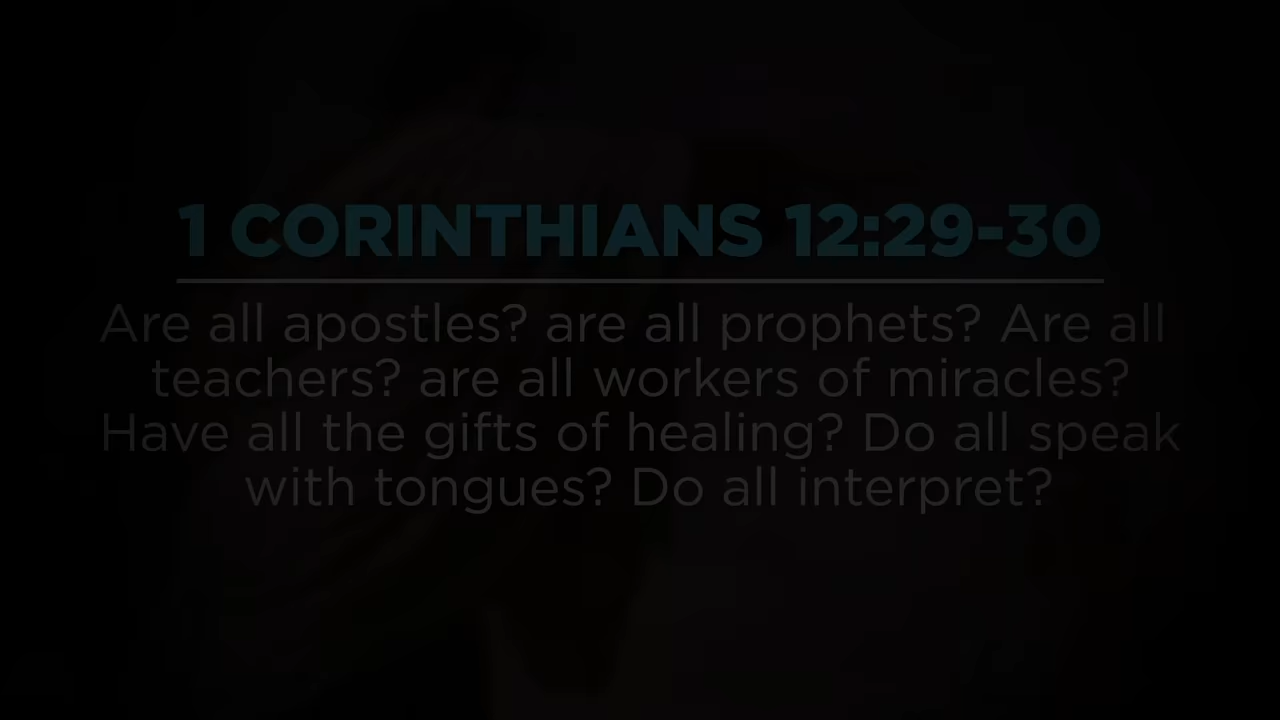 1 CORINTHIANS 12:29-30
Are all apostles? are all prophets? Are all
teachers? are all workers of miracles?
Have all the gifts of healing? Do all speak
with tongues? Do all interpret?